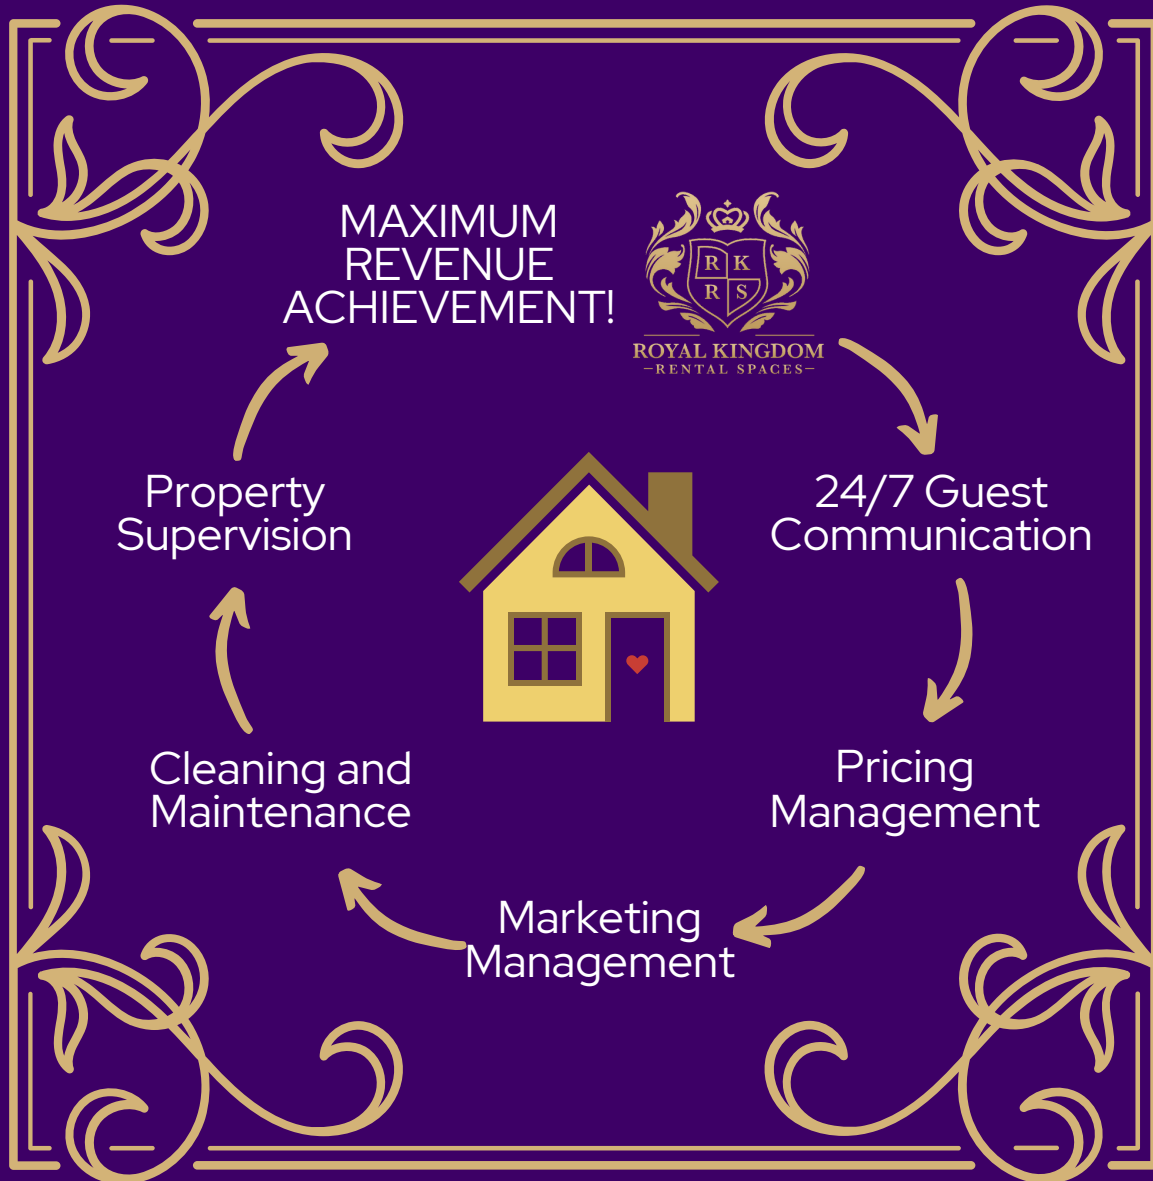 MAXIMUM
REVENUE
ACHIEVEMENT!
R K
R S
ROYAL KINGDOM
-RENTAL SPACES-
24/7 Guest
Communication
Pricing
Management
Marketing
Management
Cleaning and
Maintenance
Property
Supervision